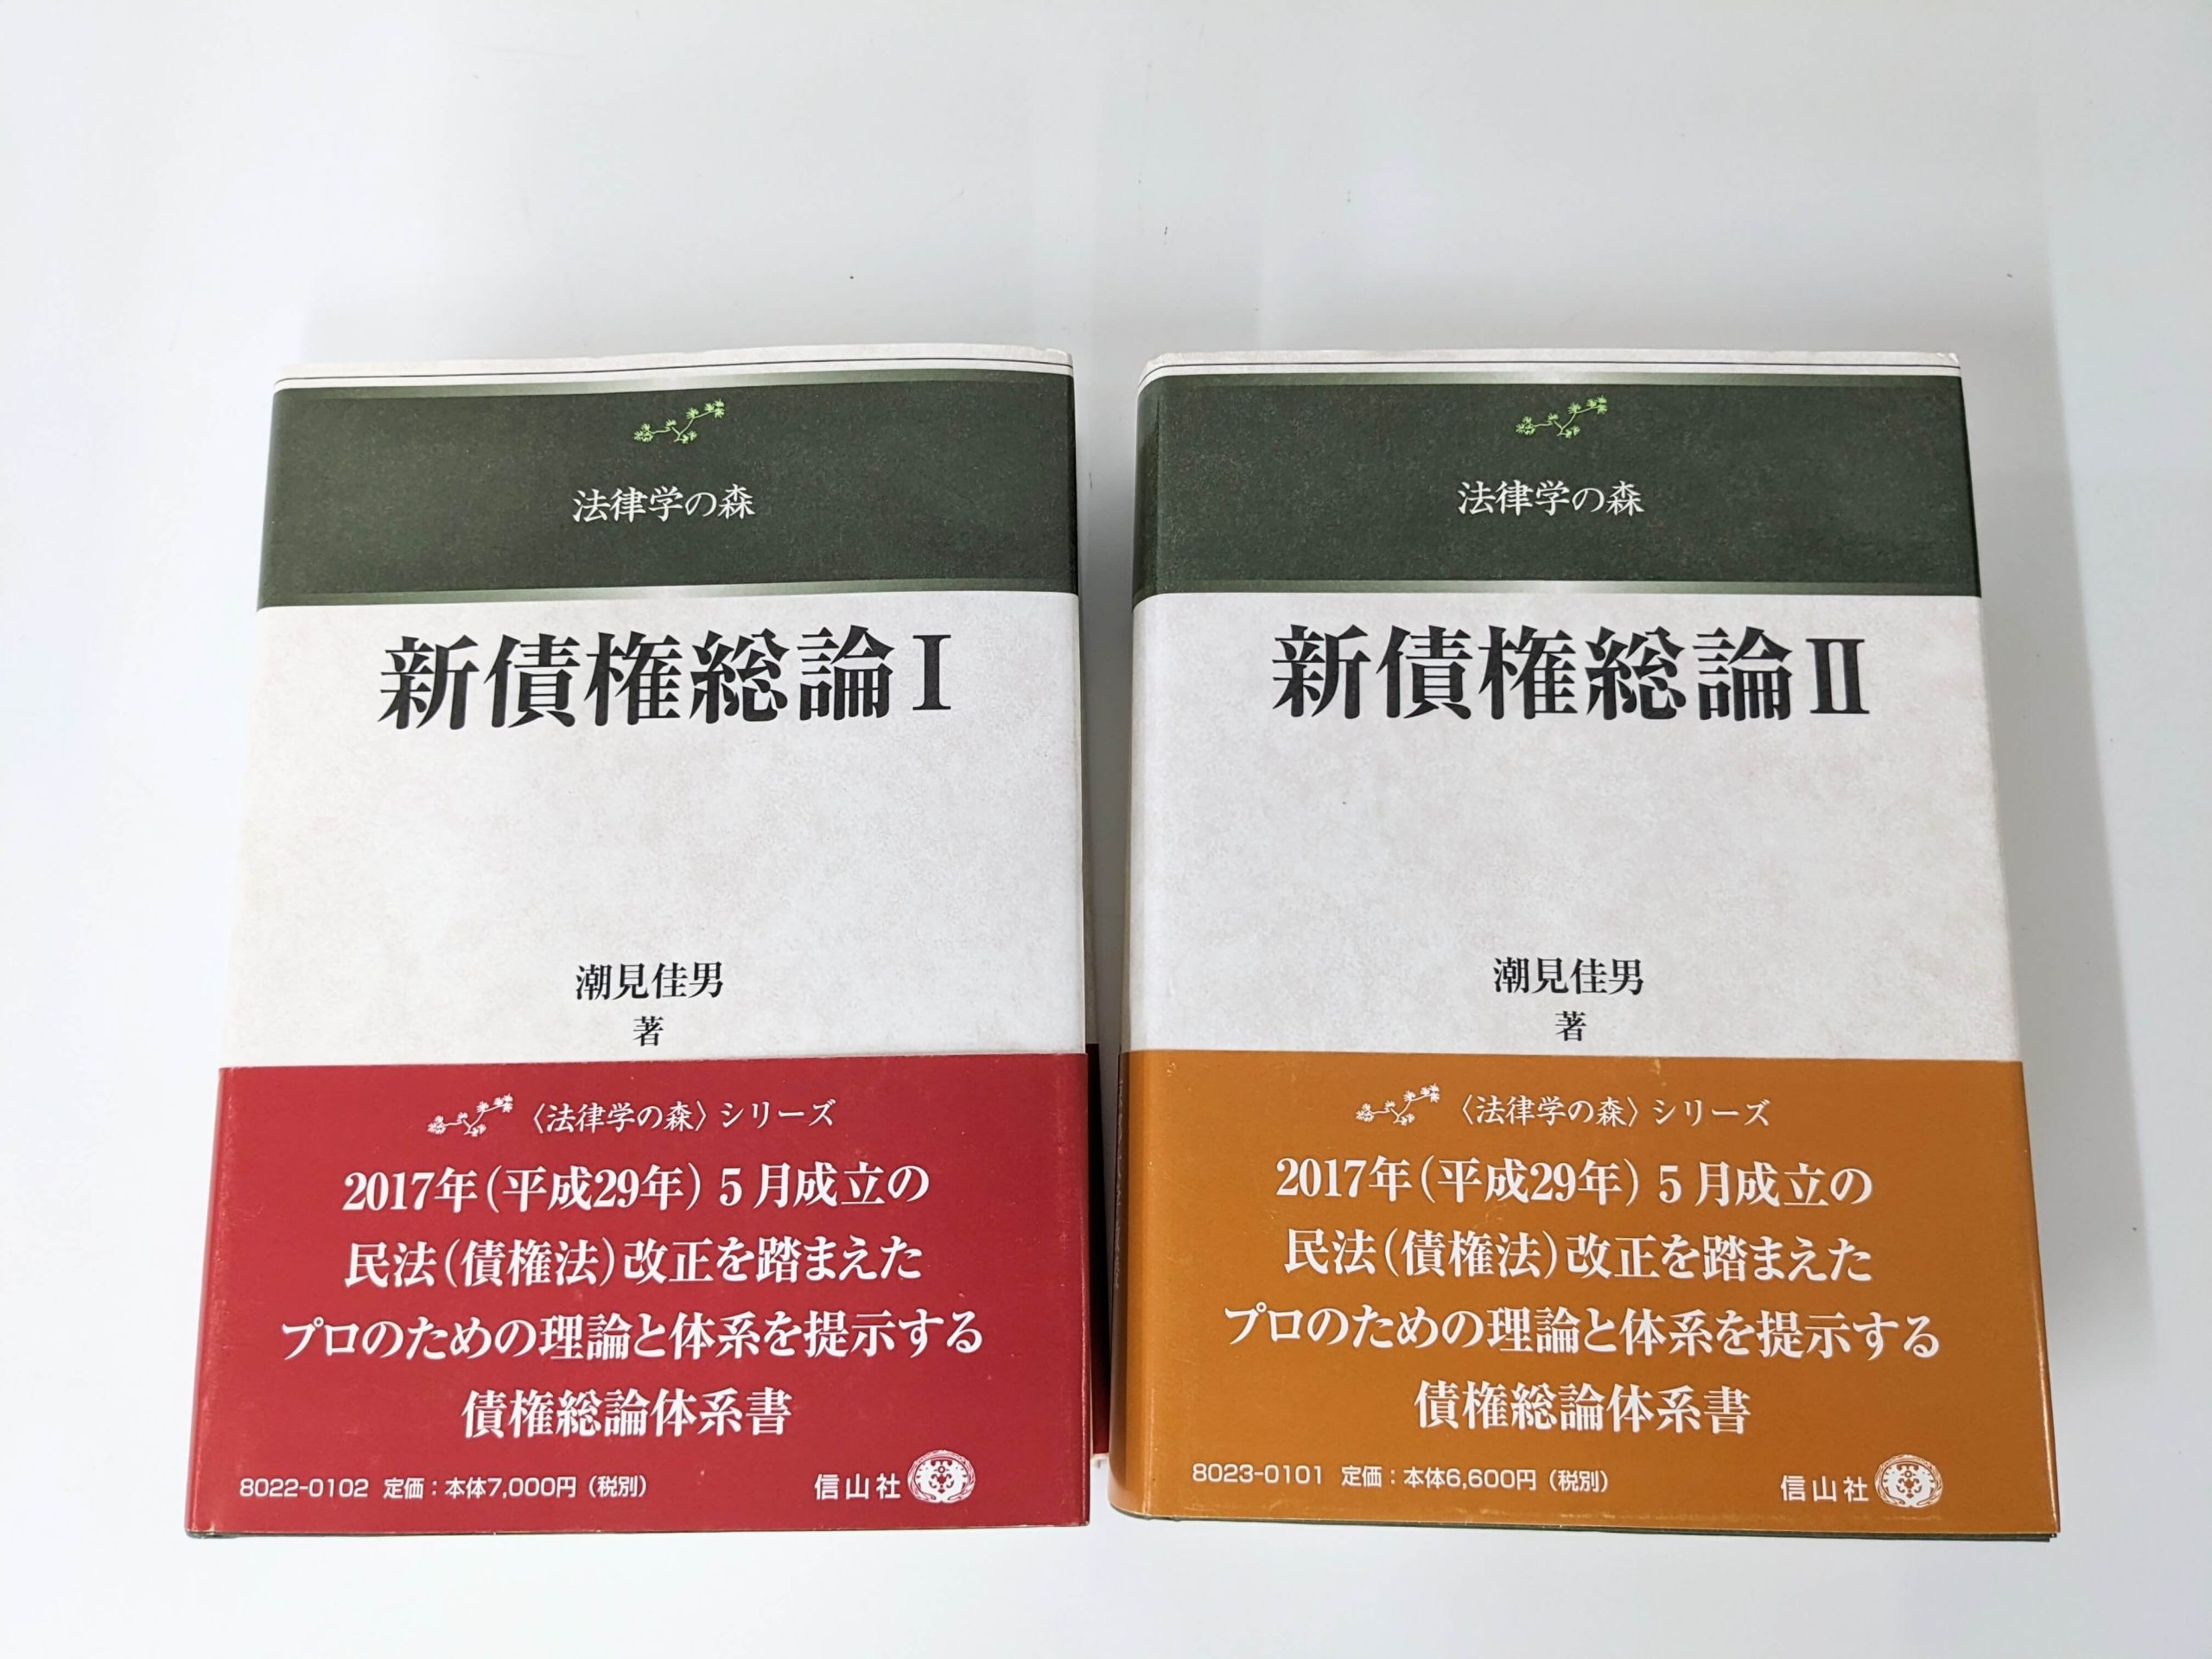 法律学の森
新債権総論Ⅰ
潮見佳男
著
〈法律学の森〉シリーズ
2017年(平成29年)5月成立の
民法(債権法)改正を踏まえた
プロのための理論と体系を提示する
債権総論体系書
8022-0102 定価:本体7,000円(税別)
信山社
法律学の森
新債権総論Ⅱ
潮見佳男
著
〈法律学の森〉シリーズ
2017年(平成29年)5月成立の
民法(債権法)改正を踏まえた
プロのための理論と体系を提示する
債権総論体系書
8023-0101 定価:本体6,600円(税別)
信山社